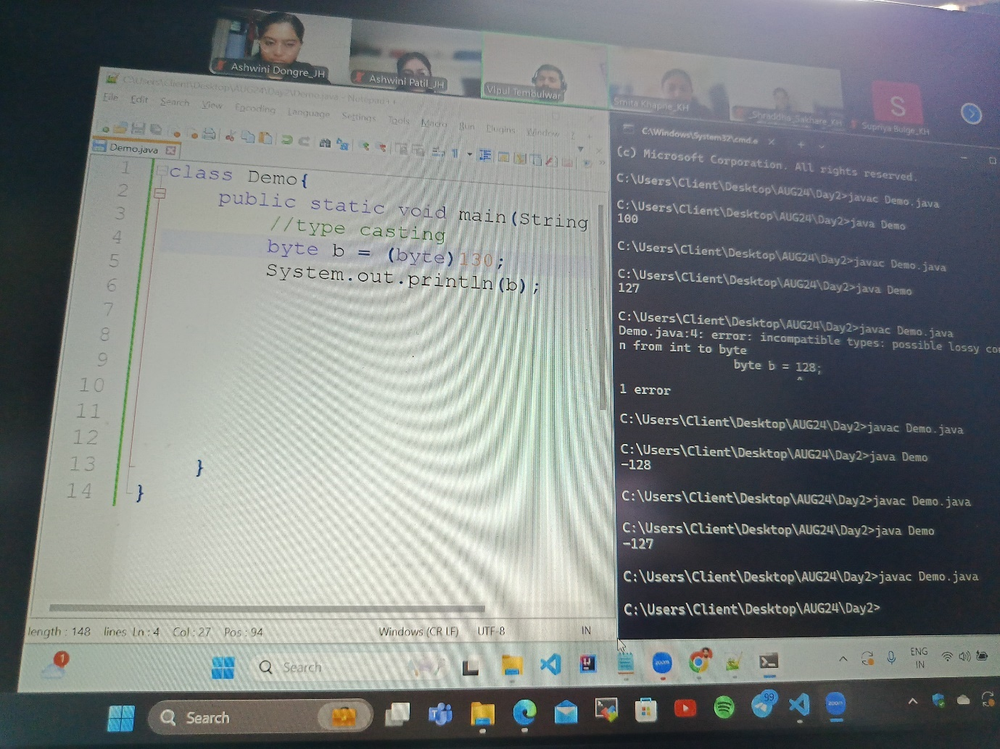 Ashwini Dongre_JH
Ashwini Patil_JH
Vipul Tembulwar
Smita Khapne_KH
Shraddha_Sakhare_KH
S
Supriya Bulge_KH
C:\Users\Client\Desktop\AUG24\Day2\Demo.java - Notepad++
File Edit Search View Encoding Language Settings Tools Macro Run Plugins Window ?
Demo.java
1 class Demo{
2 public static void main(String
3 //type casting
4 byte b = (byte)130;
5 System.out.println(b);
6
7
8
9
10
11
12
13 }
14 }
length : 148 lines Ln : 4 Col : 27 Pos : 94 Windows (CR LF) UTF-8 IN
C:\Windows\System32\cmd.e
(c) Microsoft Corporation. All rights reserved.
C:\Users\Client\Desktop\AUG24\Day2>javac Demo.java
C:\Users\Client\Desktop\AUG24\Day2>java Demo
100
C:\Users\Client\Desktop\AUG24\Day2>javac Demo.java
C:\Users\Client\Desktop\AUG24\Day2>java Demo
127
C:\Users\Client\Desktop\AUG24\Day2>javac Demo.java
Demo.java:4: error: incompatible types: possible lossy co
n from int to byte
byte b = 128;
^
1 error
C:\Users\Client\Desktop\AUG24\Day2>javac Demo.java
C:\Users\Client\Desktop\AUG24\Day2>java Demo
-128
C:\Users\Client\Desktop\AUG24\Day2>javac Demo.java
C:\Users\Client\Desktop\AUG24\Day2>java Demo
-127
C:\Users\Client\Desktop\AUG24\Day2>javac Demo.java
C:\Users\Client\Desktop\AUG24\Day2>
1
Search
zoom
ENG
IN
Search
99
zoom